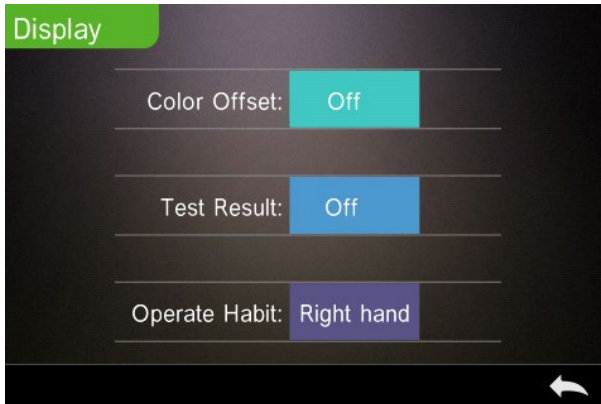 Display
Color Offset: Off
Test Result: Off
Operate Habit: Right hand